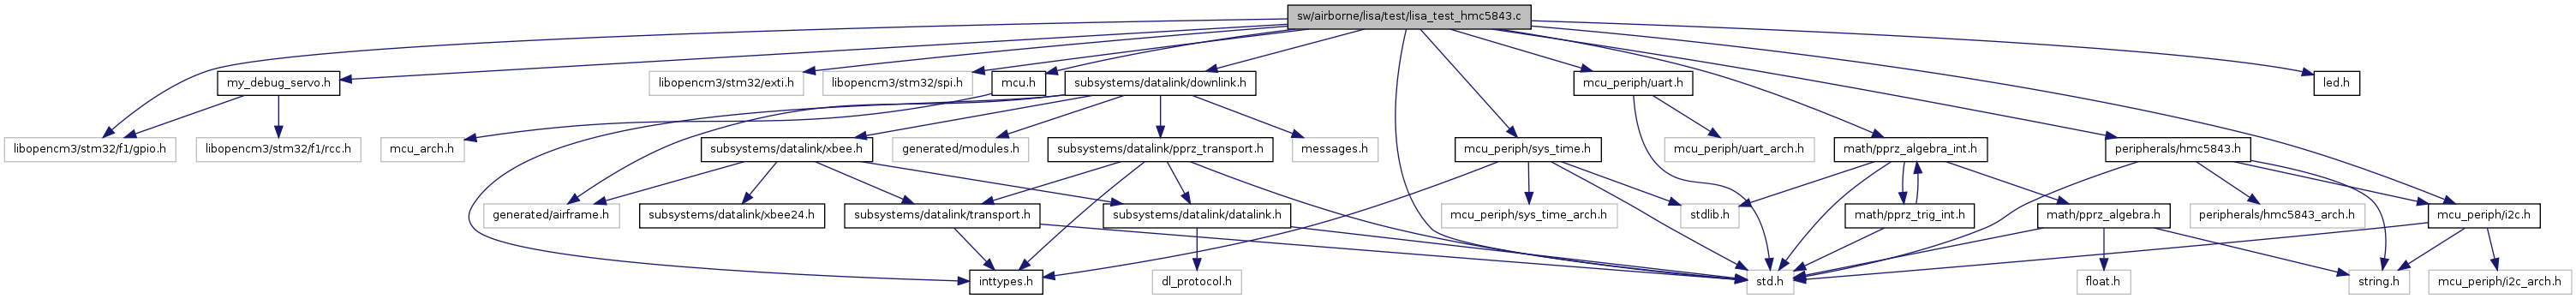 sw/airborne/lisa/test/lisa_test_hmc5843.c
my_debug_servo.h
libopencm3/stm32/exti.h
libopencm3/stm32/spi.h
mcu.h
subsystems/datalink/downlink.h
mcu_periph/uart.h
led.h
libopencm3/stm32/f1/gpio.h
libopencm3/stm32/f1/rcc.h
mcu_arch.h
subsystems/datalink/xbee.h
generated/modules.h
subsystems/datalink/pprz_transport.h
messages.h
mcu_periph/sys_time.h
mcu_periph/uart_arch.h
math/pprz_algebra_int.h
peripherals/hmc5843.h
generated/airframe.h
subsystems/datalink/xbee24.h
subsystems/datalink/transport.h
subsystems/datalink/datalink.h
mcu_periph/sys_time_arch.h
stdlib.h
math/pprz_trig_int.h
math/pprz_algebra.h
peripherals/hmc5843_arch.h
mcu_periph/i2c.h
inttypes.h
dl_protocol.h
std.h
float.h
string.h
mcu_periph/i2c_arch.h